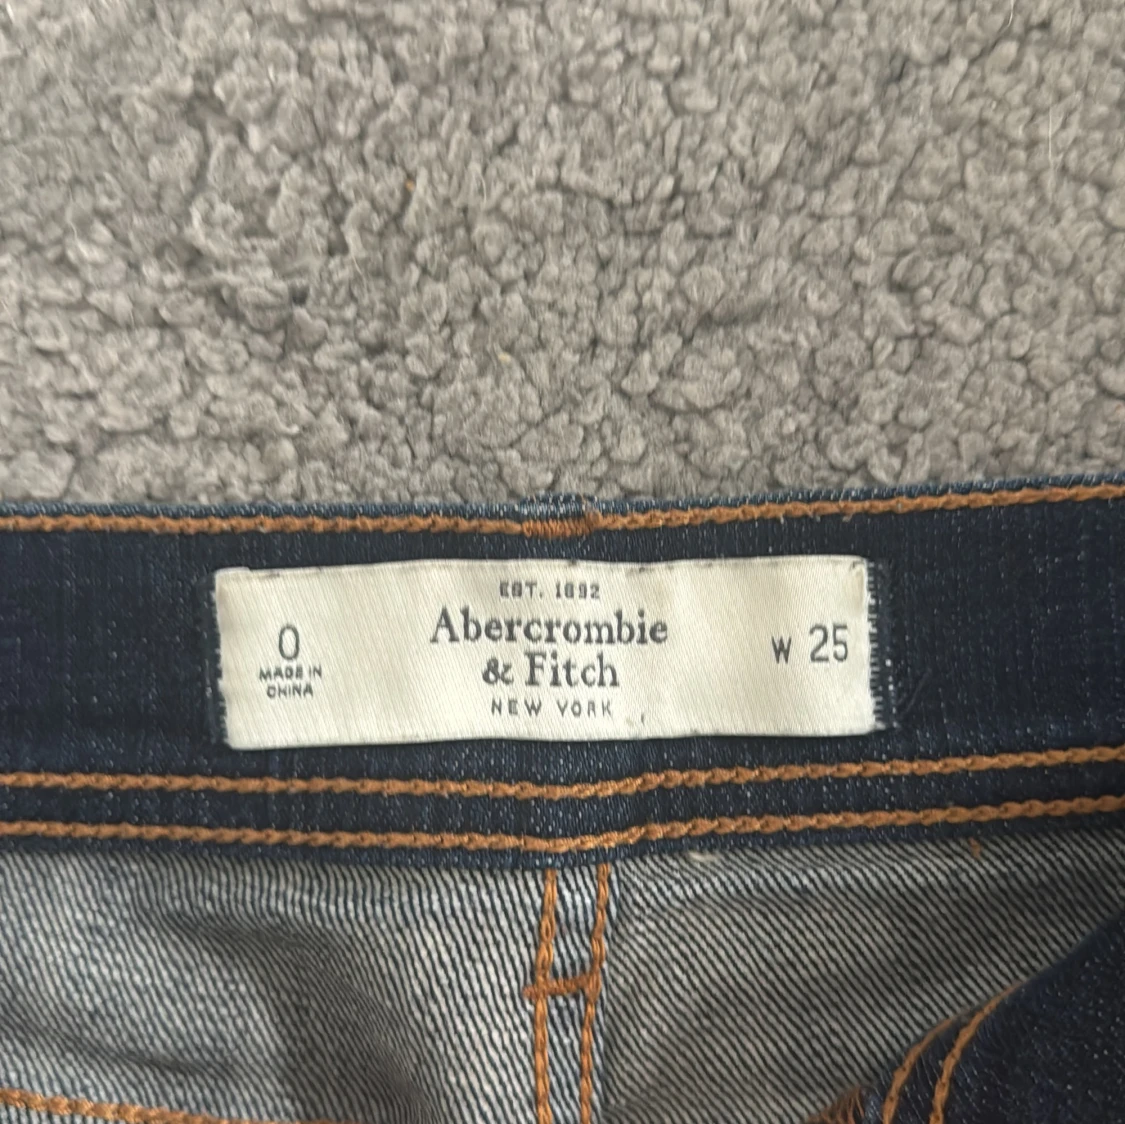 EST. 1892
Abercrombie
& Fitch
NEW YORK
0
MADE IN
CHINA
W 25